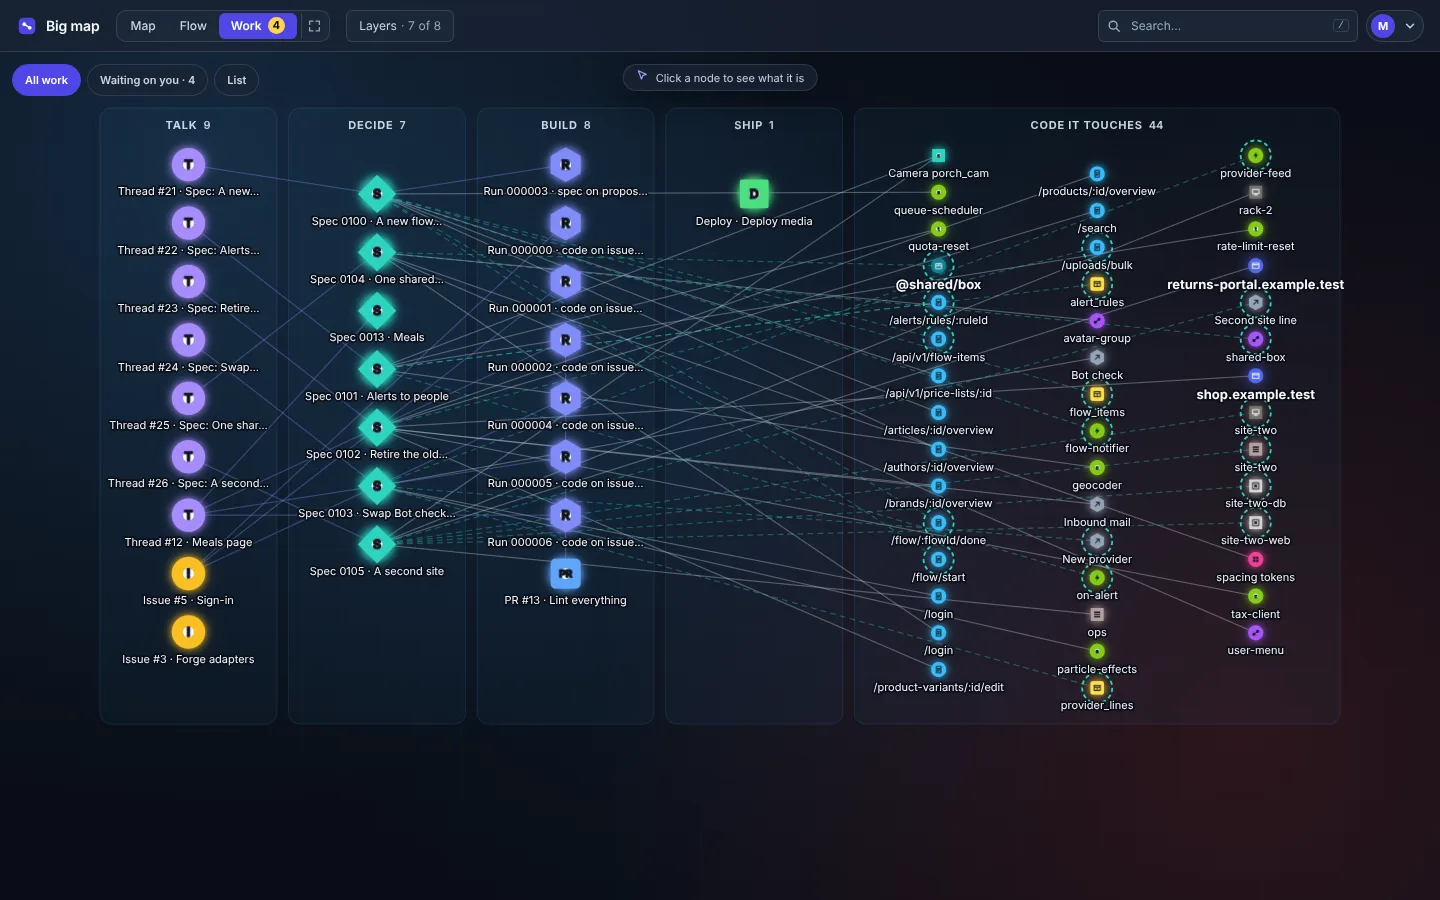 Big map
Map
Flow
Work 4
Layers · 7 of 8
Search...
/
M
All work
Waiting on you · 4
List
Click a node to see what it is
TALK 9
T
Thread #21 · Spec: A new...
T
Thread #22 · Spec: Alerts...
T
Thread #23 · Spec: Retire...
T
Thread #24 · Spec: Swap...
T
Thread #25 · Spec: One shar...
T
Thread #26 · Spec: A second...
T
Thread #12 · Meals page
I
Issue #5 · Sign-in
I
Issue #3 · Forge adapters
DECIDE 7
S
Spec 0100 · A new flow...
S
Spec 0104 · One shared...
S
Spec 0013 · Meals
S
Spec 0101 · Alerts to people
S
Spec 0102 · Retire the old...
S
Spec 0103 · Swap Bot check...
S
Spec 0105 · A second site
BUILD 8
R
Run 000003 · spec on propos...
R
Run 000000 · code on issue...
R
Run 000001 · code on issue...
R
Run 000002 · code on issue...
R
Run 000004 · code on issue...
R
Run 000005 · code on issue...
R
Run 000006 · code on issue...
PR
PR #13 · Lint everything
SHIP 1
D
Deploy · Deploy media
CODE IT TOUCHES 44
Camera porch_cam
queue-scheduler
quota-reset
@shared/box
/alerts/rules/:ruleId
/api/v1/flow-items
/api/v1/price-lists/:id
/articles/:id/overview
/authors/:id/overview
/brands/:id/overview
/flow/:flowId/done
/flow/start
/login
/login
/product-variants/:id/edit
/products/:id/overview
/search
/uploads/bulk
alert_rules
avatar-group
Bot check
flow_items
flow-notifier
geocoder
Inbound mail
New provider
on-alert
ops
particle-effects
provider_lines
provider-feed
rack-2
rate-limit-reset
returns-portal.example.test
Second site line
shared-box
shop.example.test
site-two
site-two
site-two-db
site-two-web
spacing tokens
tax-client
user-menu